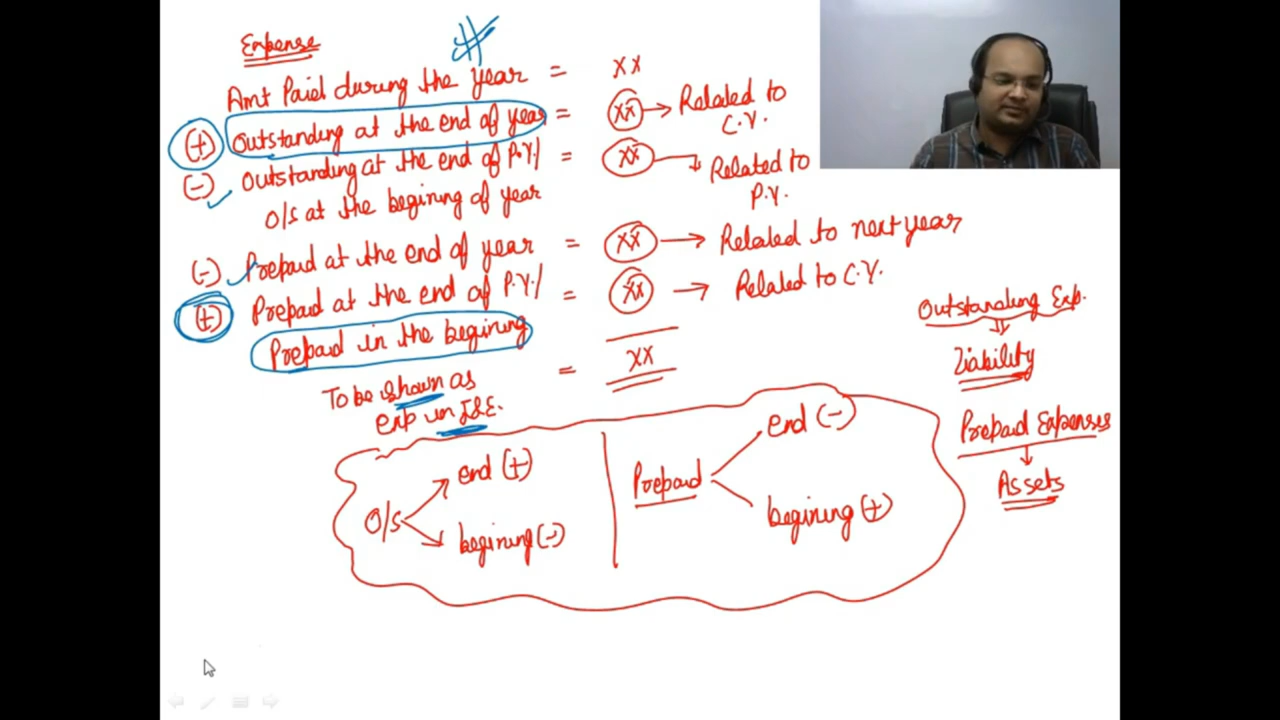 Expense
Amt Paid during the year = xx
(+) Outstanding at the end of year = xx → Related to
C.Y.
(-) Outstanding at the end of P.Y/ = xx → Related to
P.Y.
O/S at the begining of year
(-) Prepaid at the end of year = xx → Related to next year
(+) Prepaid at the end of P.Y/ = xx → Related to C.Y.
Prepaid in the begining
To be shown as = xx
exp in I&E.
Outstanding Exp.
Liability
Prepaid Expenses
Assets
O/S
end (+)
begining (-)
Prepaid
end (-)
begining (+)